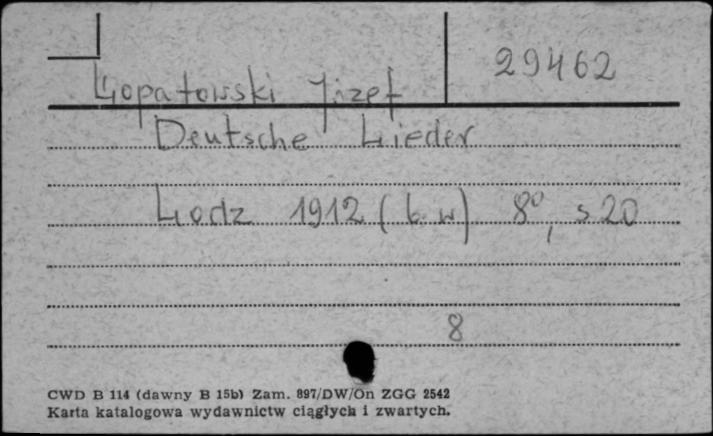 29462
Łopatowski Józef
Deutsche Lieder
Łodz 1912 (b. w) 8°, s 20
8
CWD B 114 (dawny B 15b) Zam. 897/DW/On ZGG 2542
Karta katalogowa wydawnictw ciągłych i zwartych.